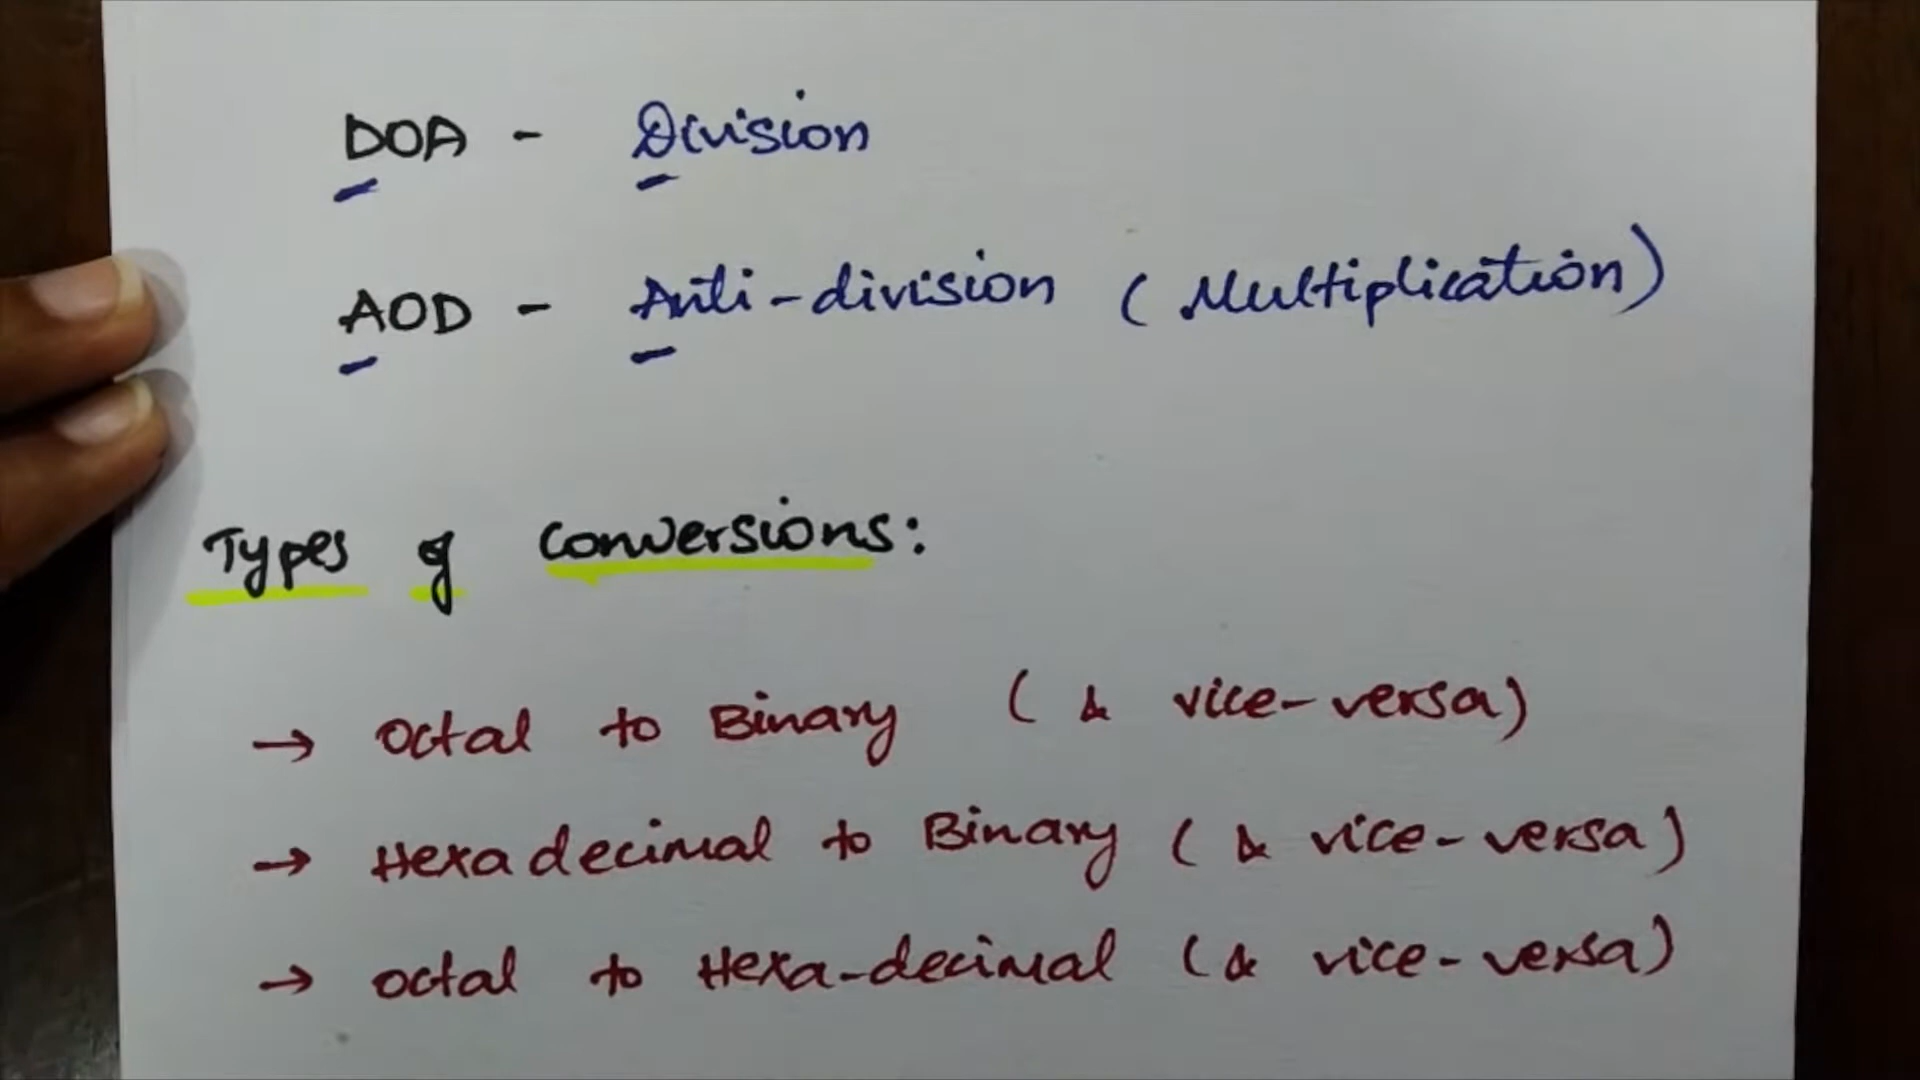 DOA - Division
AOD - Anti-division (Multiplication)
Types of Conversions:
→ Octal to Binary (& vice-versa)
→ Hexadecimal to Binary (& vice-versa)
→ Octal to Hexa-decimal (& vice-versa)